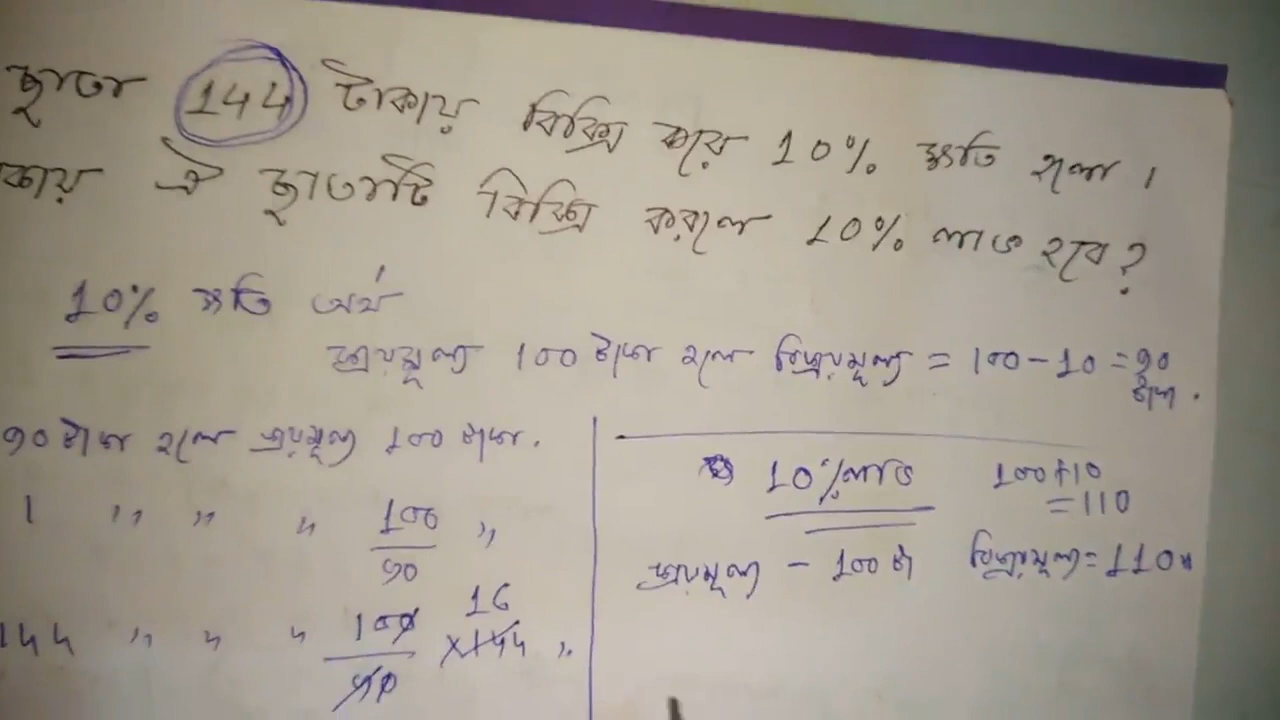 ছাতা 144 টাকায় বিক্রি করে 10% ক্ষতি হলো ।
কায় ঐ ছাতাটি বিক্রি করলে 10% লাভ হবে?
10% ক্ষতি অর্থ
ক্রয়মূল্য 100 টাকা হলে বিক্রয়মূল্য = 100 - 10 = 90 টাকা.
90 টাকা হলে ক্রয়মূল্য 100 টাকা.
1 ,, ,, ,, 100/90 ,,
144 ,, ,, ,, 100/90 × 144 ,, 16
10% লাভ 100+10
= 110
ক্রয়মূল্য - 100 টা বিক্রয়মূল্য = 110 ,,